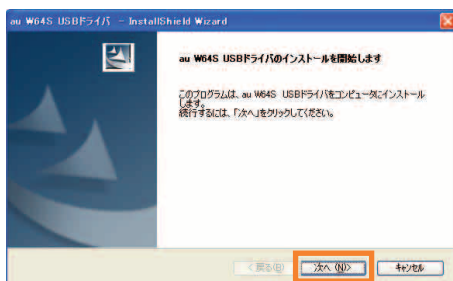 au W64S USBドライバ - InstallShield Wizard
au W64S USBドライバのインストールを開始します
このプログラムは、au W64S USBドライバをコンピュータにインストール
します。
続行するには、「次へ」をクリックしてください。
< 戻る(B)
次へ (N)>
キャンセル